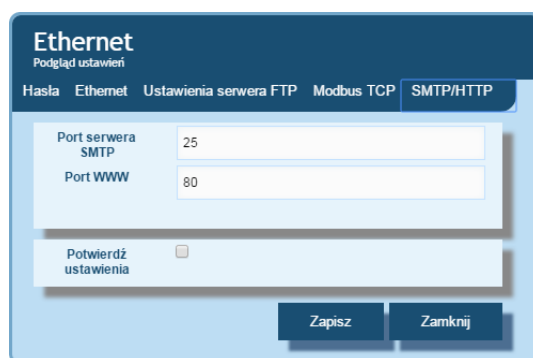 Ethernet
Podgląd ustawień
Hasła Ethernet Ustawienia serwera FTP Modbus TCP SMTP/HTTP
Port serwera
SMTP
25
Port WWW
80
Potwierdź
ustawienia
Zapisz Zamknij